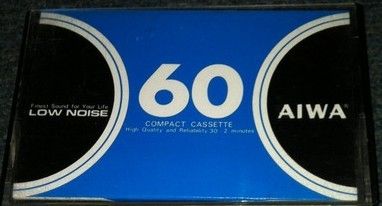 Finest Sound for Your Life
LOW NOISE
60
COMPACT CASSETTE
High Quality and Reliability 30 · 2 minutes
AIWA®